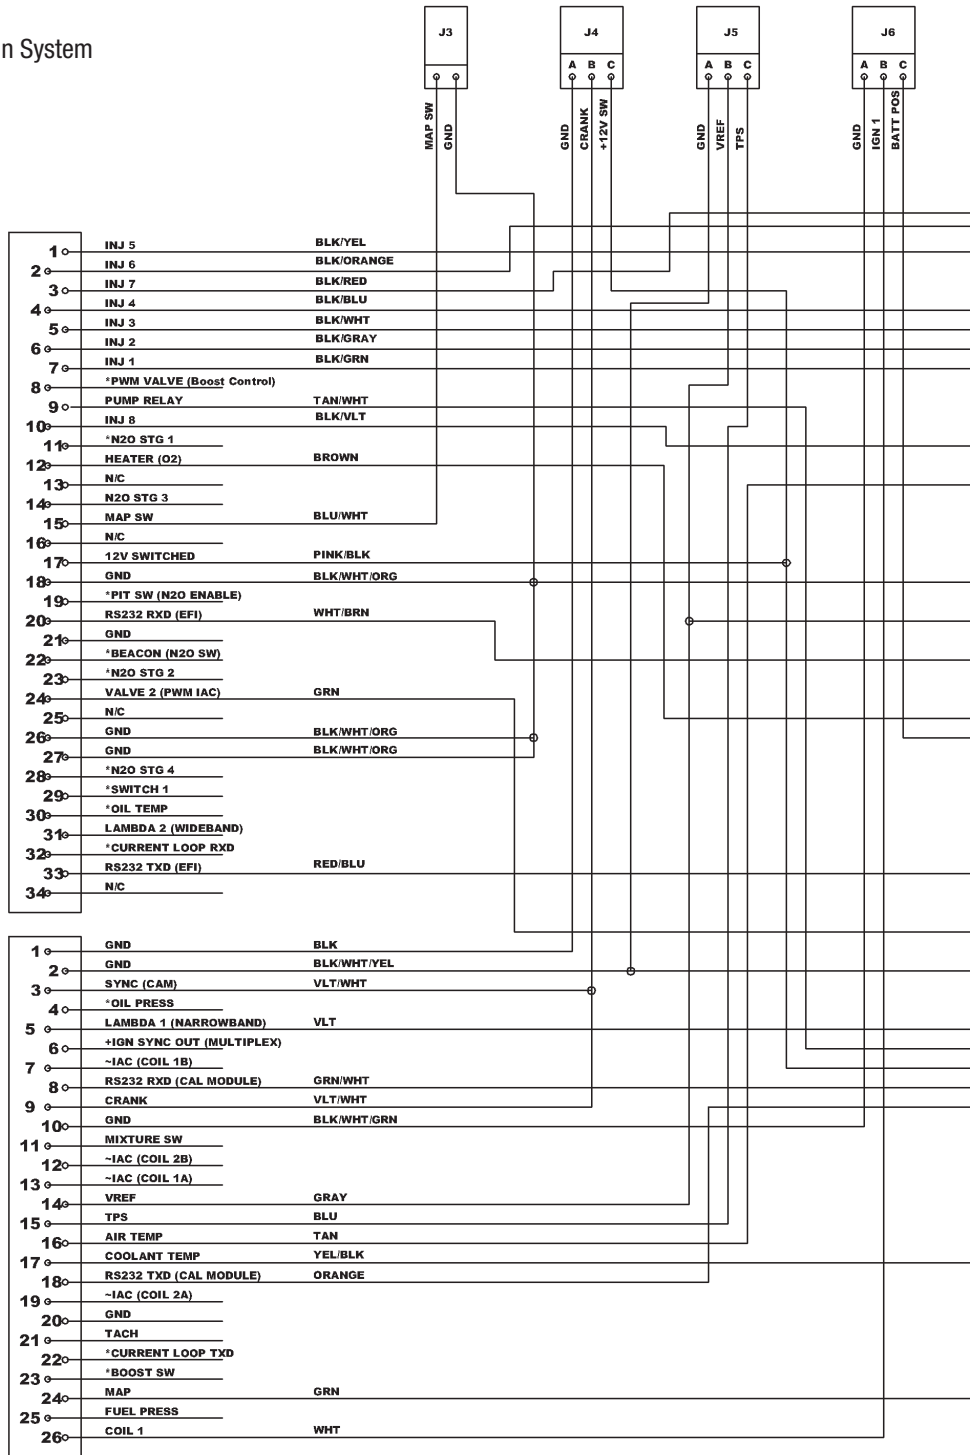 n System
J3
J4
J5
J6
A B C
A B C
A B C
MAP SW
GND
GND
CRANK
+12V SW
GND
VREF
TPS
GND
IGN 1
BATT POS
1 INJ 5 BLK/YEL
2 INJ 6 BLK/ORANGE
3 INJ 7 BLK/RED
4 INJ 4 BLK/BLU
5 INJ 3 BLK/WHT
6 INJ 2 BLK/GRAY
7 INJ 1 BLK/GRN
8 *PWM VALVE (Boost Control)
9 PUMP RELAY TAN/WHT
10 INJ 8 BLK/VLT
11 *N2O STG 1
12 HEATER (O2) BROWN
13 N/C
14 N2O STG 3
15 MAP SW BLU/WHT
16 N/C
17 12V SWITCHED PINK/BLK
18 GND BLK/WHT/ORG
19 *PIT SW (N2O ENABLE)
20 RS232 RXD (EFI) WHT/BRN
21 GND
22 *BEACON (N2O SW)
23 *N2O STG 2
24 VALVE 2 (PWM IAC) GRN
25 N/C
26 GND BLK/WHT/ORG
27 GND BLK/WHT/ORG
28 *N2O STG 4
29 *SWITCH 1
30 *OIL TEMP
31 LAMBDA 2 (WIDEBAND)
32 *CURRENT LOOP RXD
33 RS232 TXD (EFI) RED/BLU
34 N/C
1 GND BLK
2 GND BLK/WHT/YEL
3 SYNC (CAM) VLT/WHT
4 *OIL PRESS
5 LAMBDA 1 (NARROWBAND) VLT
6 +IGN SYNC OUT (MULTIPLEX)
7 ~IAC (COIL 1B)
8 RS232 RXD (CAL MODULE) GRN/WHT
9 CRANK VLT/WHT
10 GND BLK/WHT/GRN
11 MIXTURE SW
12 ~IAC (COIL 2B)
13 ~IAC (COIL 1A)
14 VREF GRAY
15 TPS BLU
16 AIR TEMP TAN
17 COOLANT TEMP YEL/BLK
18 RS232 TXD (CAL MODULE) ORANGE
19 ~IAC (COIL 2A)
20 GND
21 TACH
22 *CURRENT LOOP TXD
23 *BOOST SW
24 MAP GRN
25 FUEL PRESS
26 COIL 1 WHT